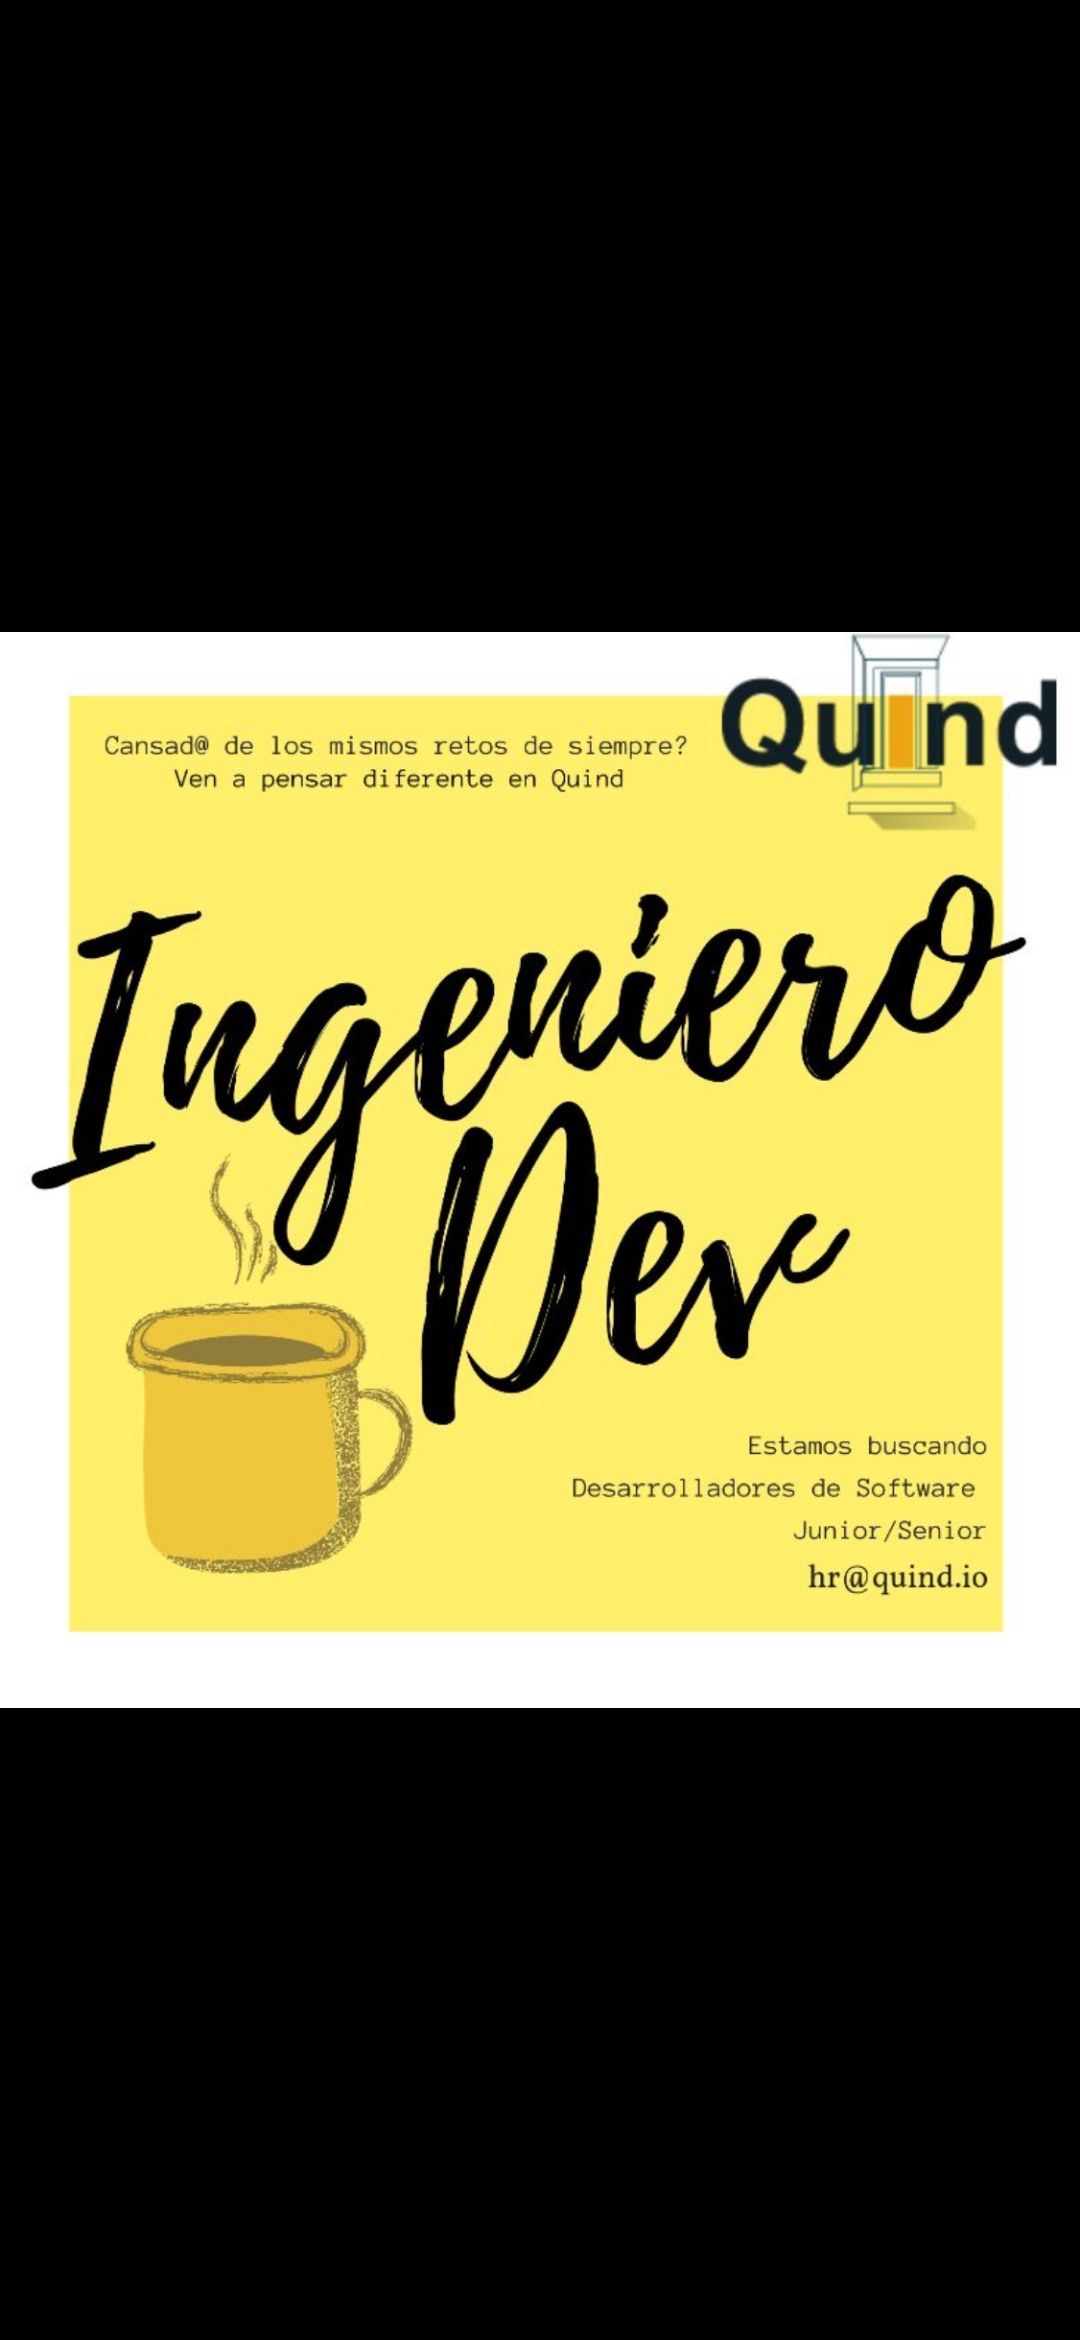 Quind
Cansad@ de los mismos retos de siempre?
Ven a pensar diferente en Quind
Ingeniero
Dev
Estamos buscando
Desarrolladores de Software
Junior/Senior
hr@quind.io